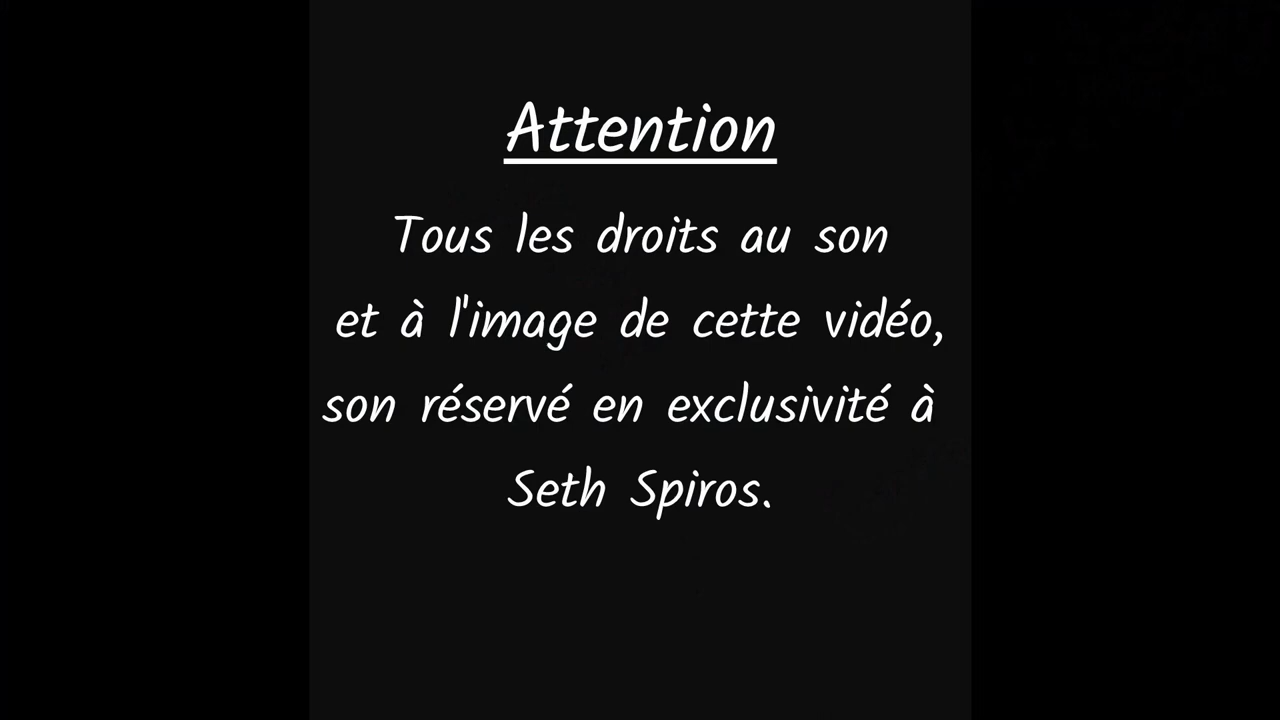 Attention
Tous les droits au son
et à l'image de cette vidéo,
son réservé en exclusivité à
Seth Spiros.